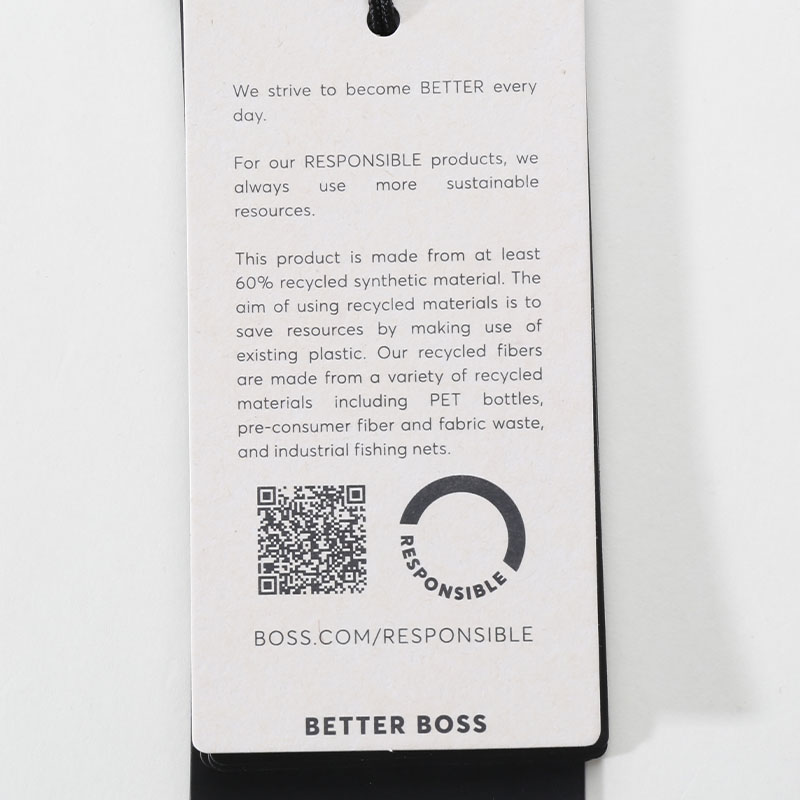 We strive to become BETTER every
day.
For our RESPONSIBLE products, we
always use more sustainable
resources.
This product is made from at least
60% recycled synthetic material. The
aim of using recycled materials is to
save resources by making use of
existing plastic. Our recycled fibers
are made from a variety of recycled
materials including PET bottles,
pre-consumer fiber and fabric waste,
and industrial fishing nets.
RESPONSIBLE
BOSS.COM/RESPONSIBLE
BETTER BOSS